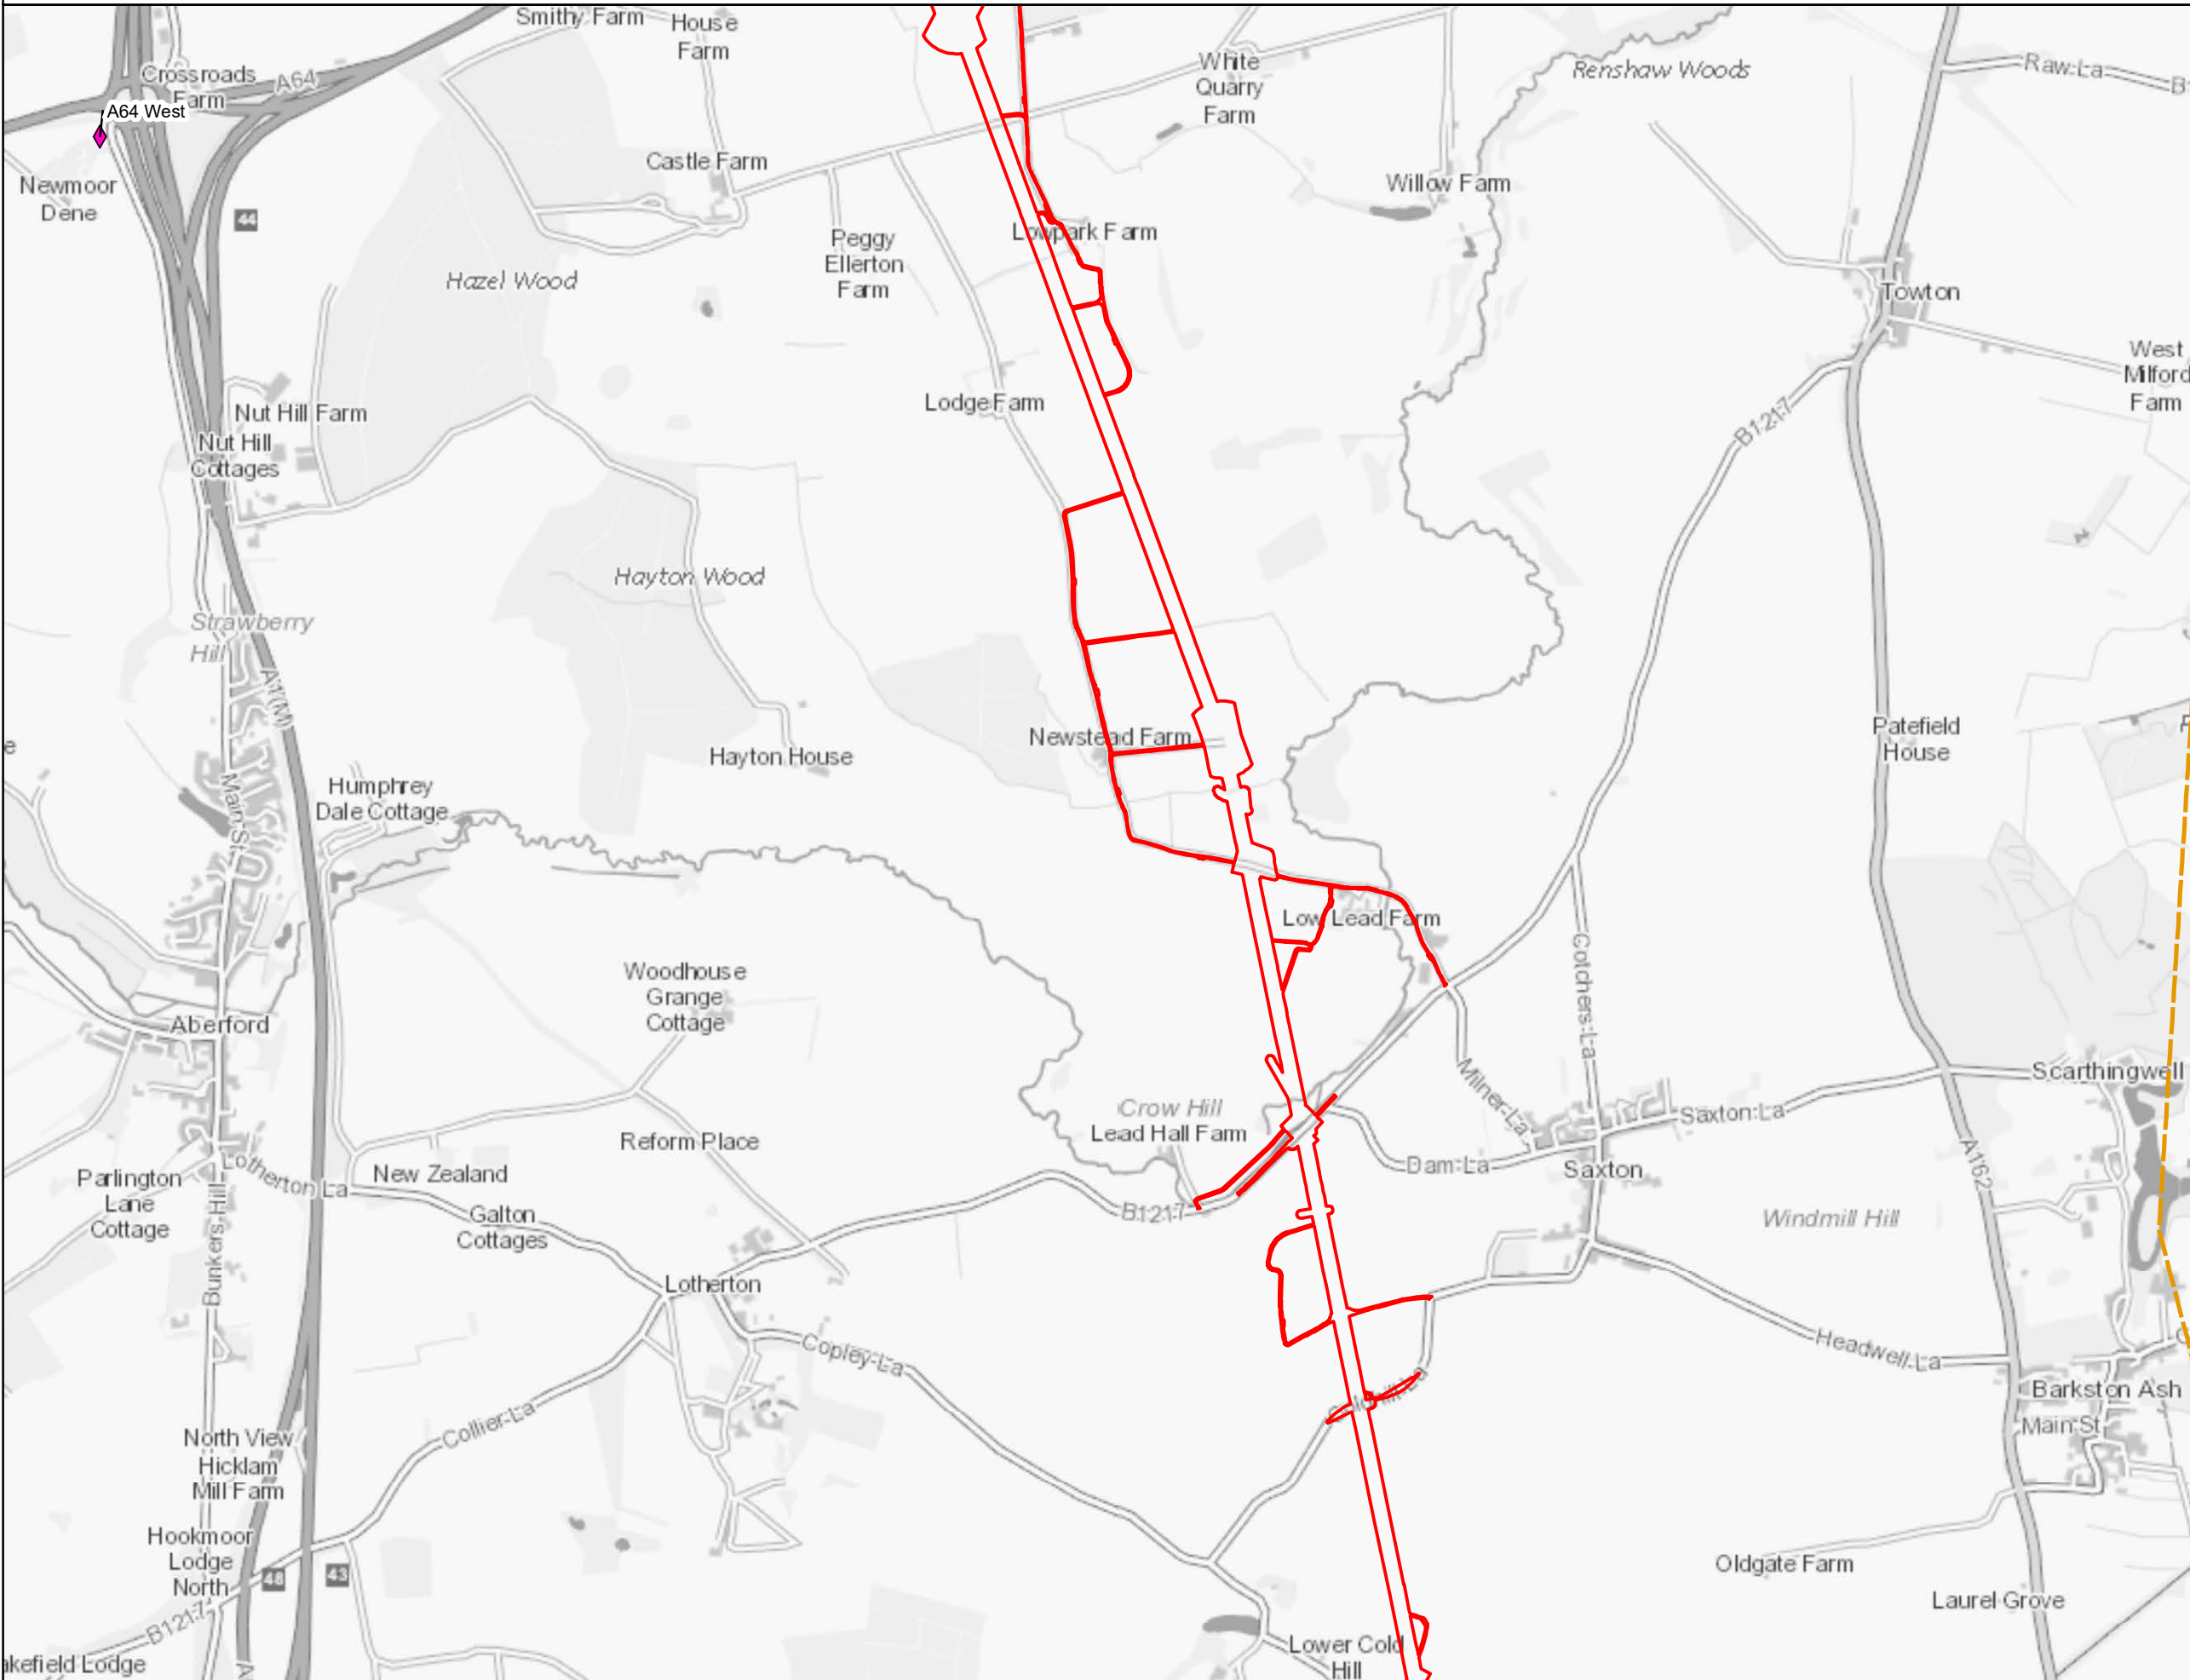 Smithy Farm
House
Farm
White
Quarry
Farm
Renshaw Woods
Raw La
Crossroads
Farm
A64
A64 West
Castle Farm
Newmoor
Dene
44
Willow Farm
Lowpark Farm
Peggy
Ellerton
Farm
Hazel Wood
Towton
West
Milford
Farm
Nut Hill Farm
Nut Hill
Cottages
Lodge Farm
B1217
Hayton Wood
Strawberry
Hill
A1(M)
Newstead Farm
Hayton House
Patefield
House
Humphrey
Dale Cottage
Main St
Low Lead Farm
Cotchers La
Woodhouse
Grange
Cottage
Aberford
Milner La
Scarthingwell
Crow Hill
Lead Hall Farm
Saxton La
Reform Place
Lotherton La
New Zealand
Dam La
Saxton
A162
Parlington
Lane
Cottage
Bunkers Hill
Galton
Cottages
B1217
Windmill Hill
Lotherton
Copley La
Headwell La
Coldhill La
Barkston Ash
Main St
Collier La
North View
Hicklam
Mill Farm
Hookmoor
Lodge
North
48
43
Oldgate Farm
Laurel Grove
B1217
Lower Cold
Hill
akefield Lodge